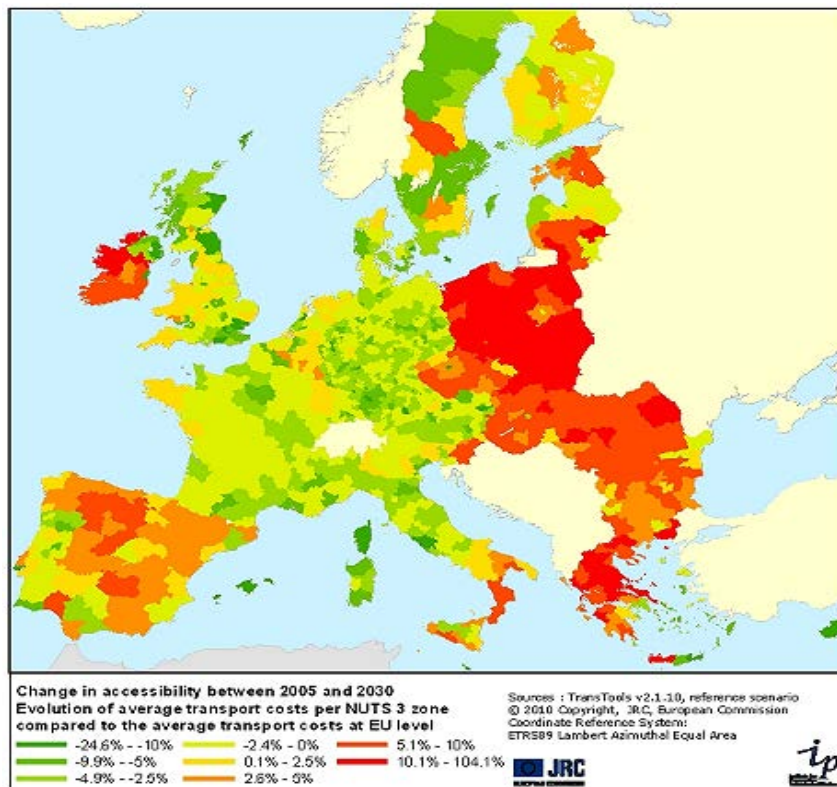 Change in accessibility between 2005 and 2030
Evolution of average transport costs per NUTS 3 zone
compared to the average transport costs at EU level
-24.6% - -10%
-9.9% - -5%
-4.9% - -2.5%
-2.4% - 0%
0.1% - 2.5%
2.6% - 5%
5.1% - 10%
10.1% - 104.1%
Sources : TransTools v2.1.10, reference scenario
© 2010 Copyright, JRC, European Commission
Coordinate Reference System:
ETRS89 Lambert Azimuthal Equal Area
JRC
EUROPEAN COMMISSION